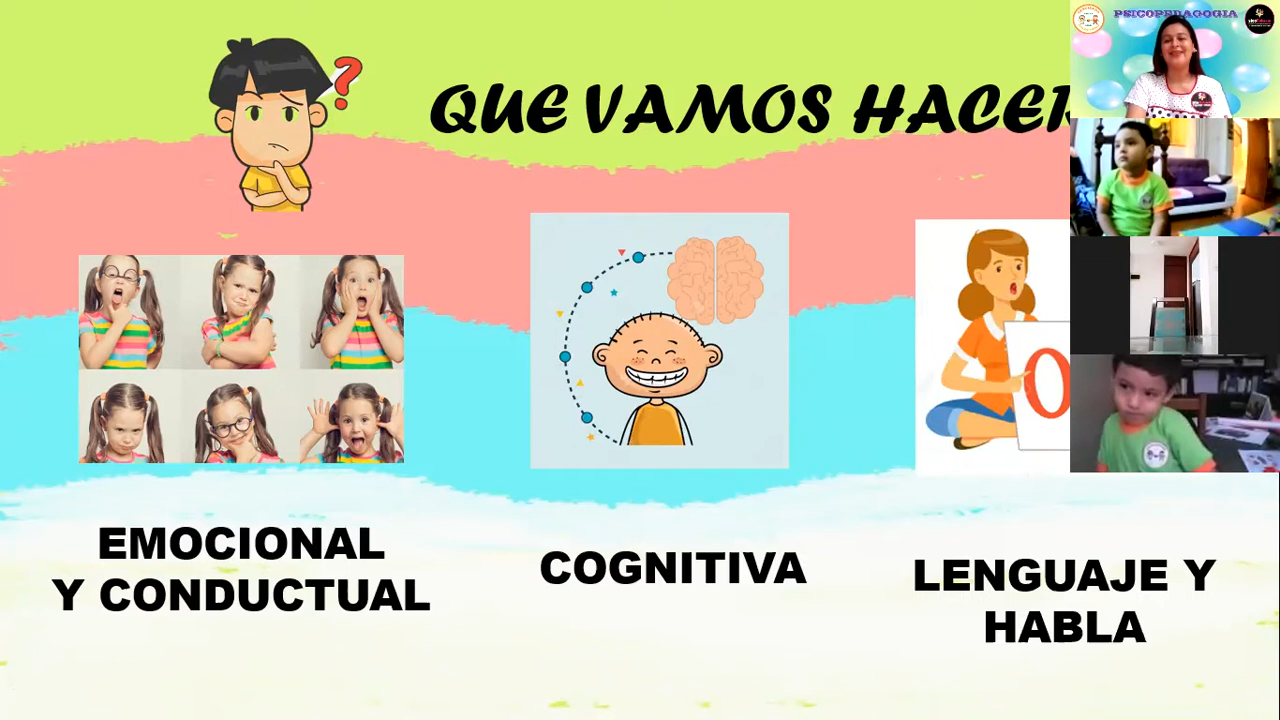 PSICOPEDAGOGIA
QUE VAMOS HACER
O
EMOCIONAL
Y CONDUCTUAL
COGNITIVA
LENGUAJE Y
HABLA